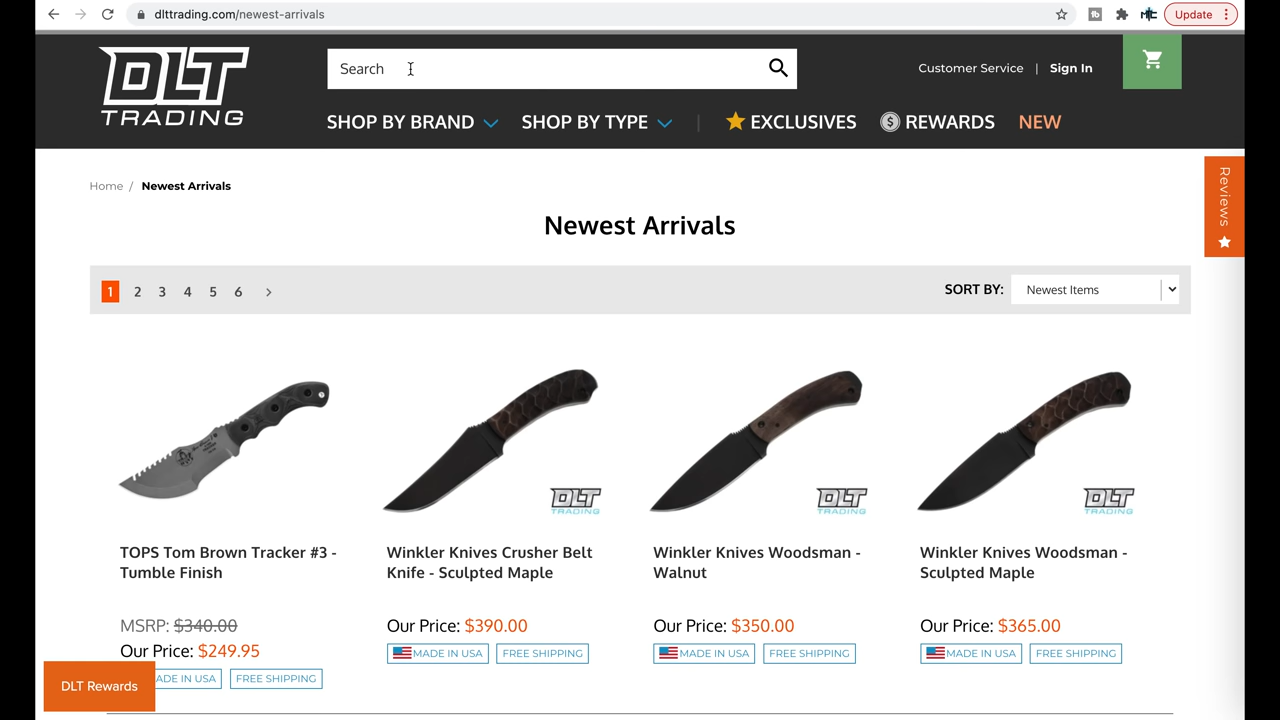 dlttrading.com/newest-arrivals
Update
DLT
TRADING
Search
Customer Service | Sign In
SHOP BY BRAND SHOP BY TYPE | EXCLUSIVES $ REWARDS NEW
Reviews
Home / Newest Arrivals
Newest Arrivals
1 2 3 4 5 6 >
SORT BY: Newest Items
DLT
TRADING
DLT
TRADING
DLT
TRADING
TOPS Tom Brown Tracker #3 -
Tumble Finish
MSRP: $340.00
Our Price: $249.95
ADE IN USA FREE SHIPPING
Winkler Knives Crusher Belt
Knife - Sculpted Maple
Our Price: $390.00
MADE IN USA FREE SHIPPING
Winkler Knives Woodsman -
Walnut
Our Price: $350.00
MADE IN USA FREE SHIPPING
Winkler Knives Woodsman -
Sculpted Maple
Our Price: $365.00
MADE IN USA FREE SHIPPING
DLT Rewards